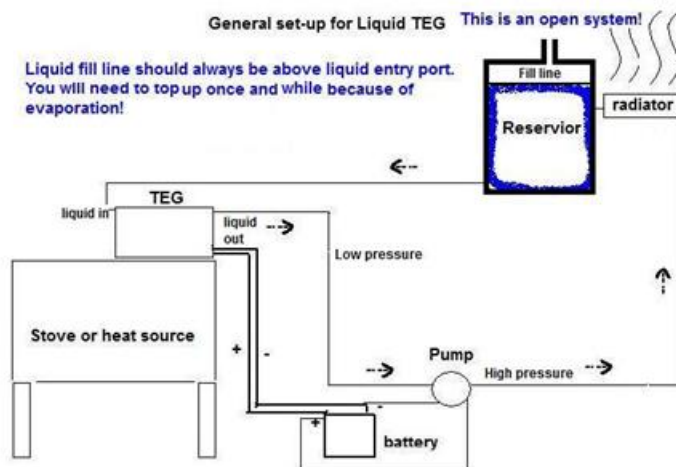 General set-up for Liquid TEG
This is an open system!
Liquid fill line should always be above liquid entry port.
You will need to top up once and while because of
evaporation!
Fill line
Reservior
radiator
TEG
liquid in
liquid
out
Low pressure
Stove or heat source
+
-
Pump
High pressure
+
-
battery